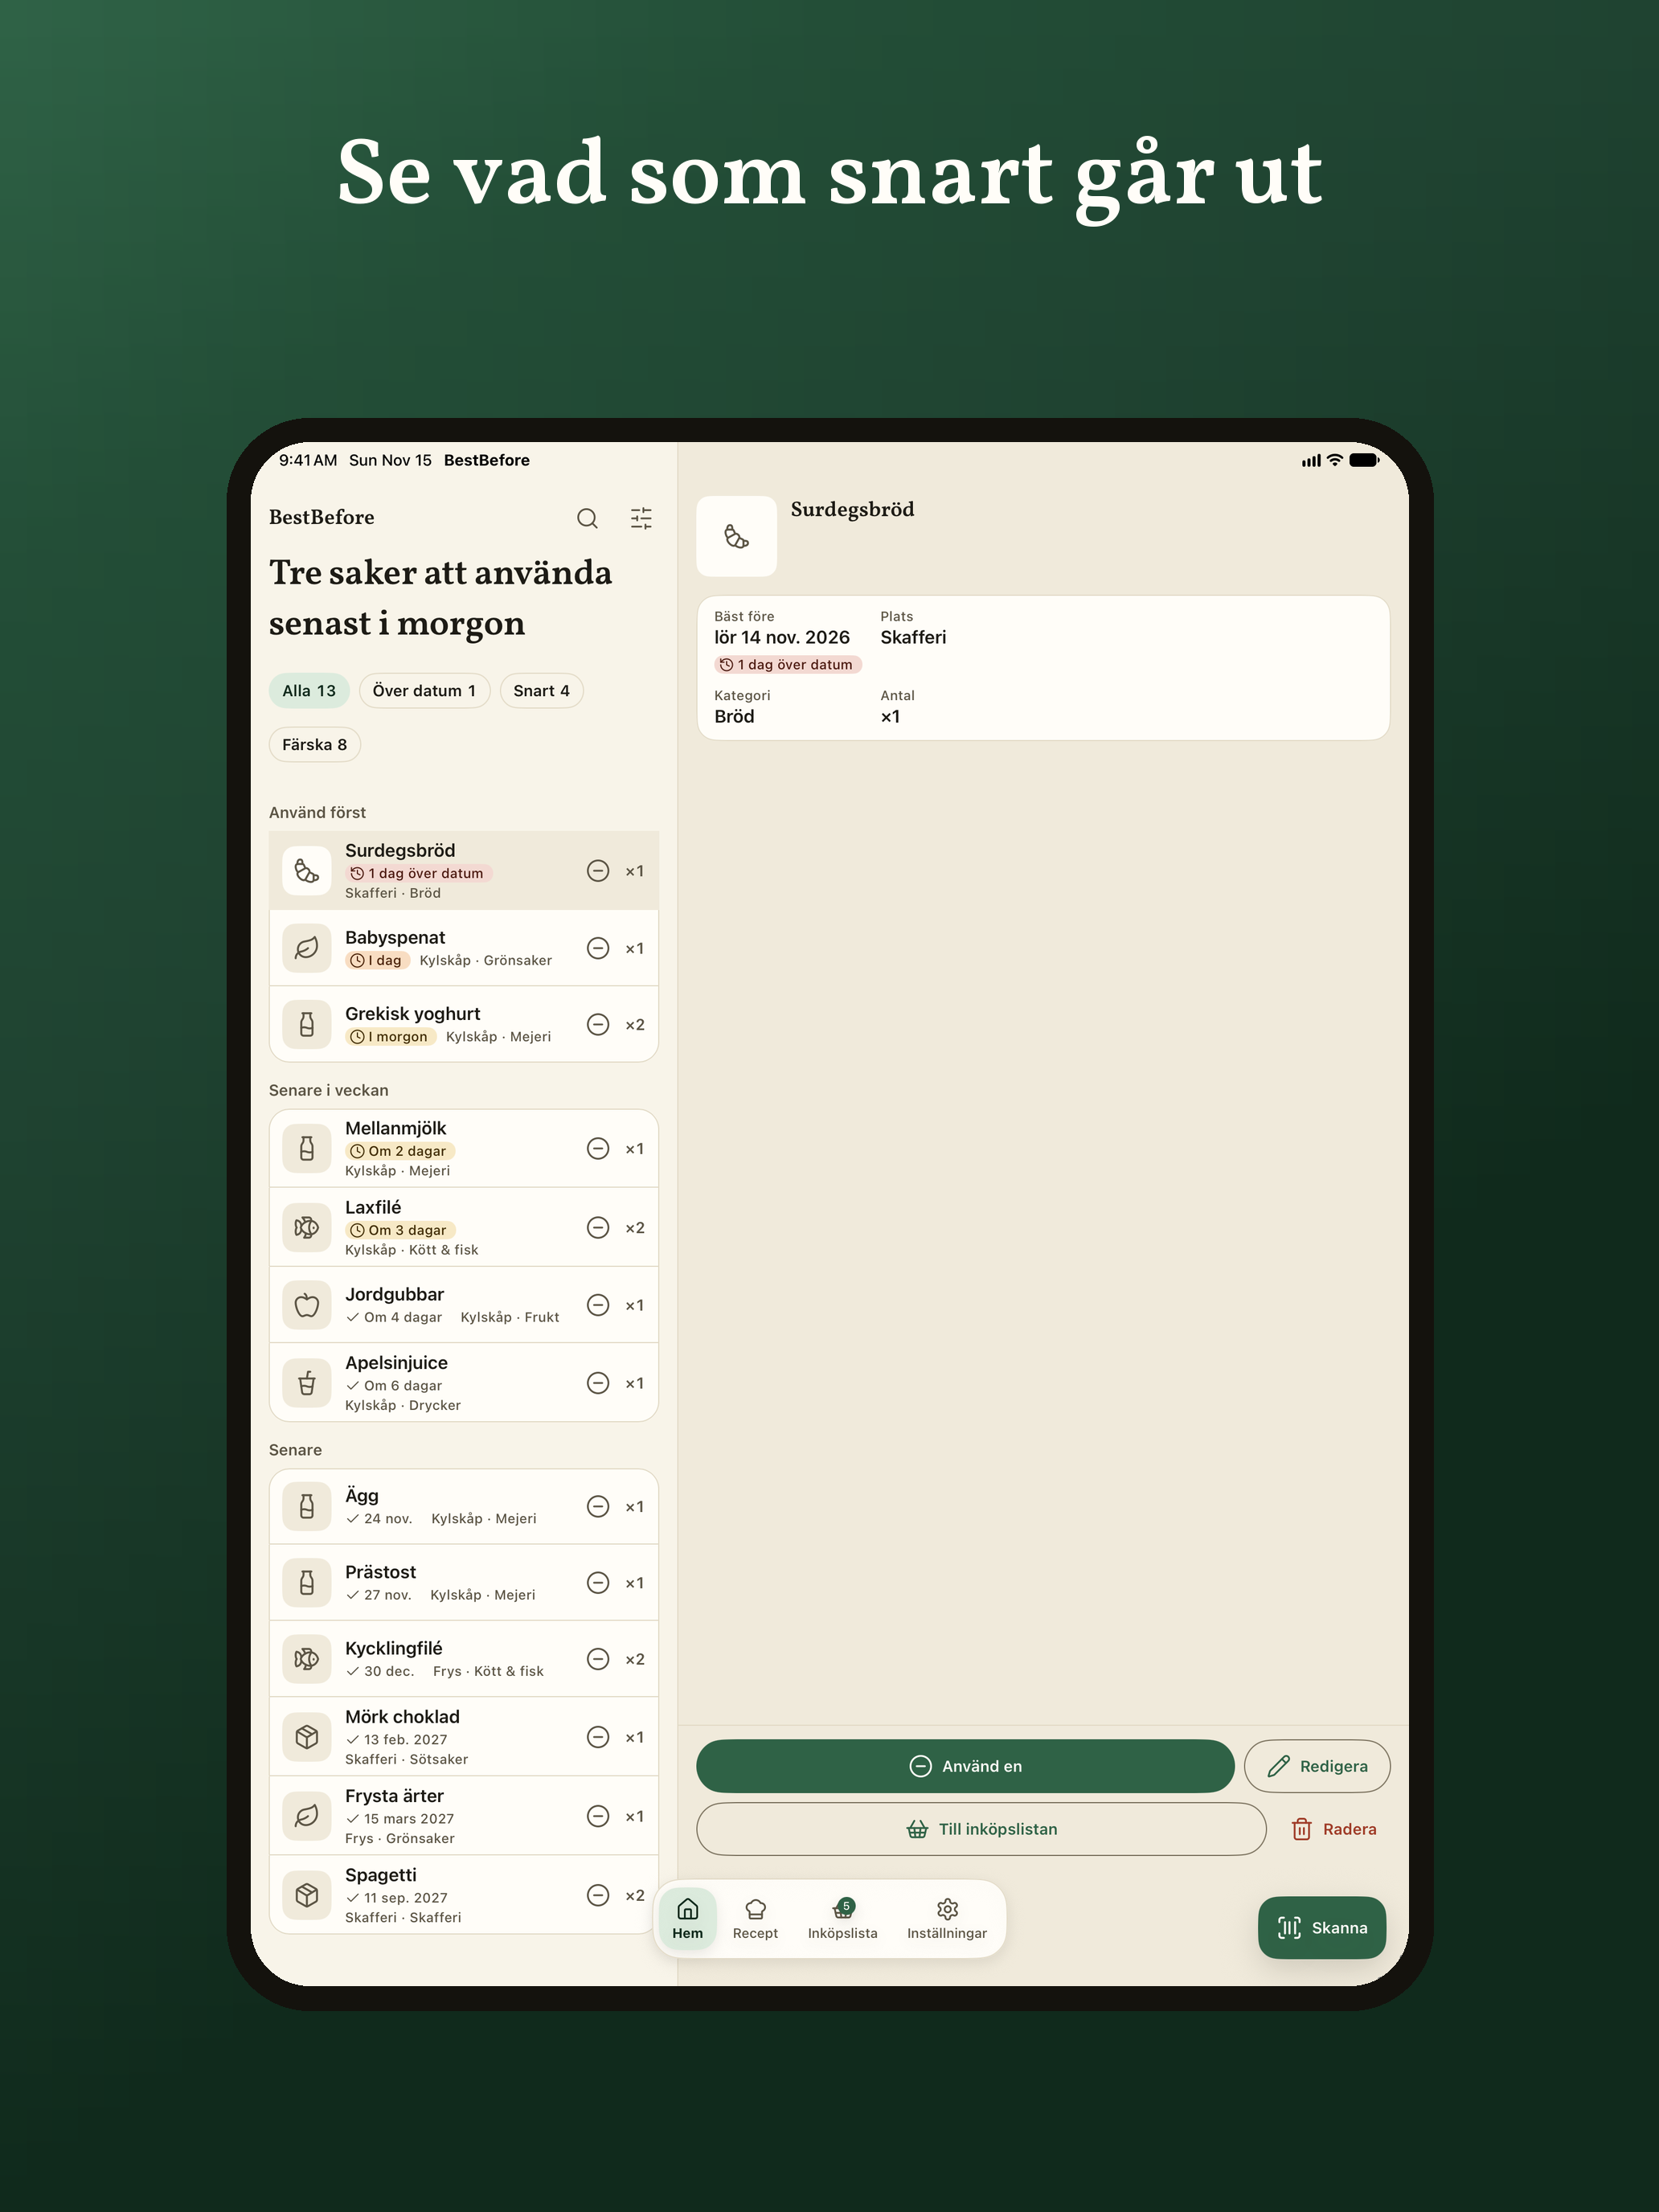 Se vad som snart går ut
9:41 AM Sun Nov 15 BestBefore
BestBefore
Tre saker att använda
senast i morgon
Alla 13 Över datum 1 Snart 4
Färska 8
Använd först
Surdegsbröd
1 dag över datum
Skafferi · Bröd
×1
Babyspenat
I dag Kylskåp · Grönsaker
×1
Grekisk yoghurt
I morgon Kylskåp · Mejeri
×2
Senare i veckan
Mellanmjölk
Om 2 dagar
Kylskåp · Mejeri
×1
Laxfilé
Om 3 dagar
Kylskåp · Kött & fisk
×2
Jordgubbar
Om 4 dagar Kylskåp · Frukt
×1
Apelsinjuice
Om 6 dagar
Kylskåp · Drycker
×1
Senare
Ägg
24 nov. Kylskåp · Mejeri
×1
Prästost
27 nov. Kylskåp · Mejeri
×1
Kycklingfilé
30 dec. Frys · Kött & fisk
×2
Mörk choklad
13 feb. 2027
Skafferi · Sötsaker
×1
Frysta ärter
15 mars 2027
Frys · Grönsaker
×1
Spagetti
11 sep. 2027
Skafferi · Skafferi
×2
Surdegsbröd
Bäst före Plats
lör 14 nov. 2026 Skafferi
1 dag över datum
Kategori Antal
Bröd ×1
Använd en Redigera
Till inköpslistan Radera
5
Hem Recept Inköpslista Inställningar
Skanna